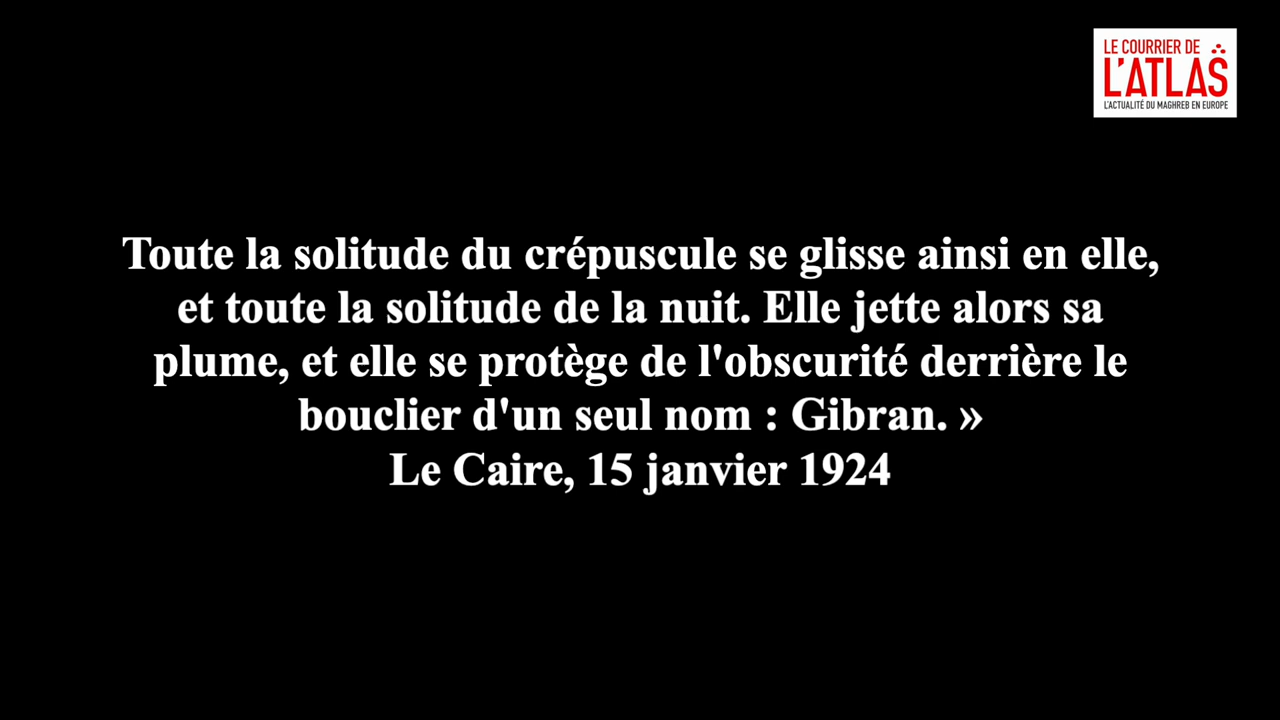 LE COURRIER DE
L'ATLAS
L'ACTUALITÉ DU MAGHREB EN EUROPE
Toute la solitude du crépuscule se glisse ainsi en elle,
et toute la solitude de la nuit. Elle jette alors sa
plume, et elle se protège de l'obscurité derrière le
bouclier d'un seul nom : Gibran. »
Le Caire, 15 janvier 1924